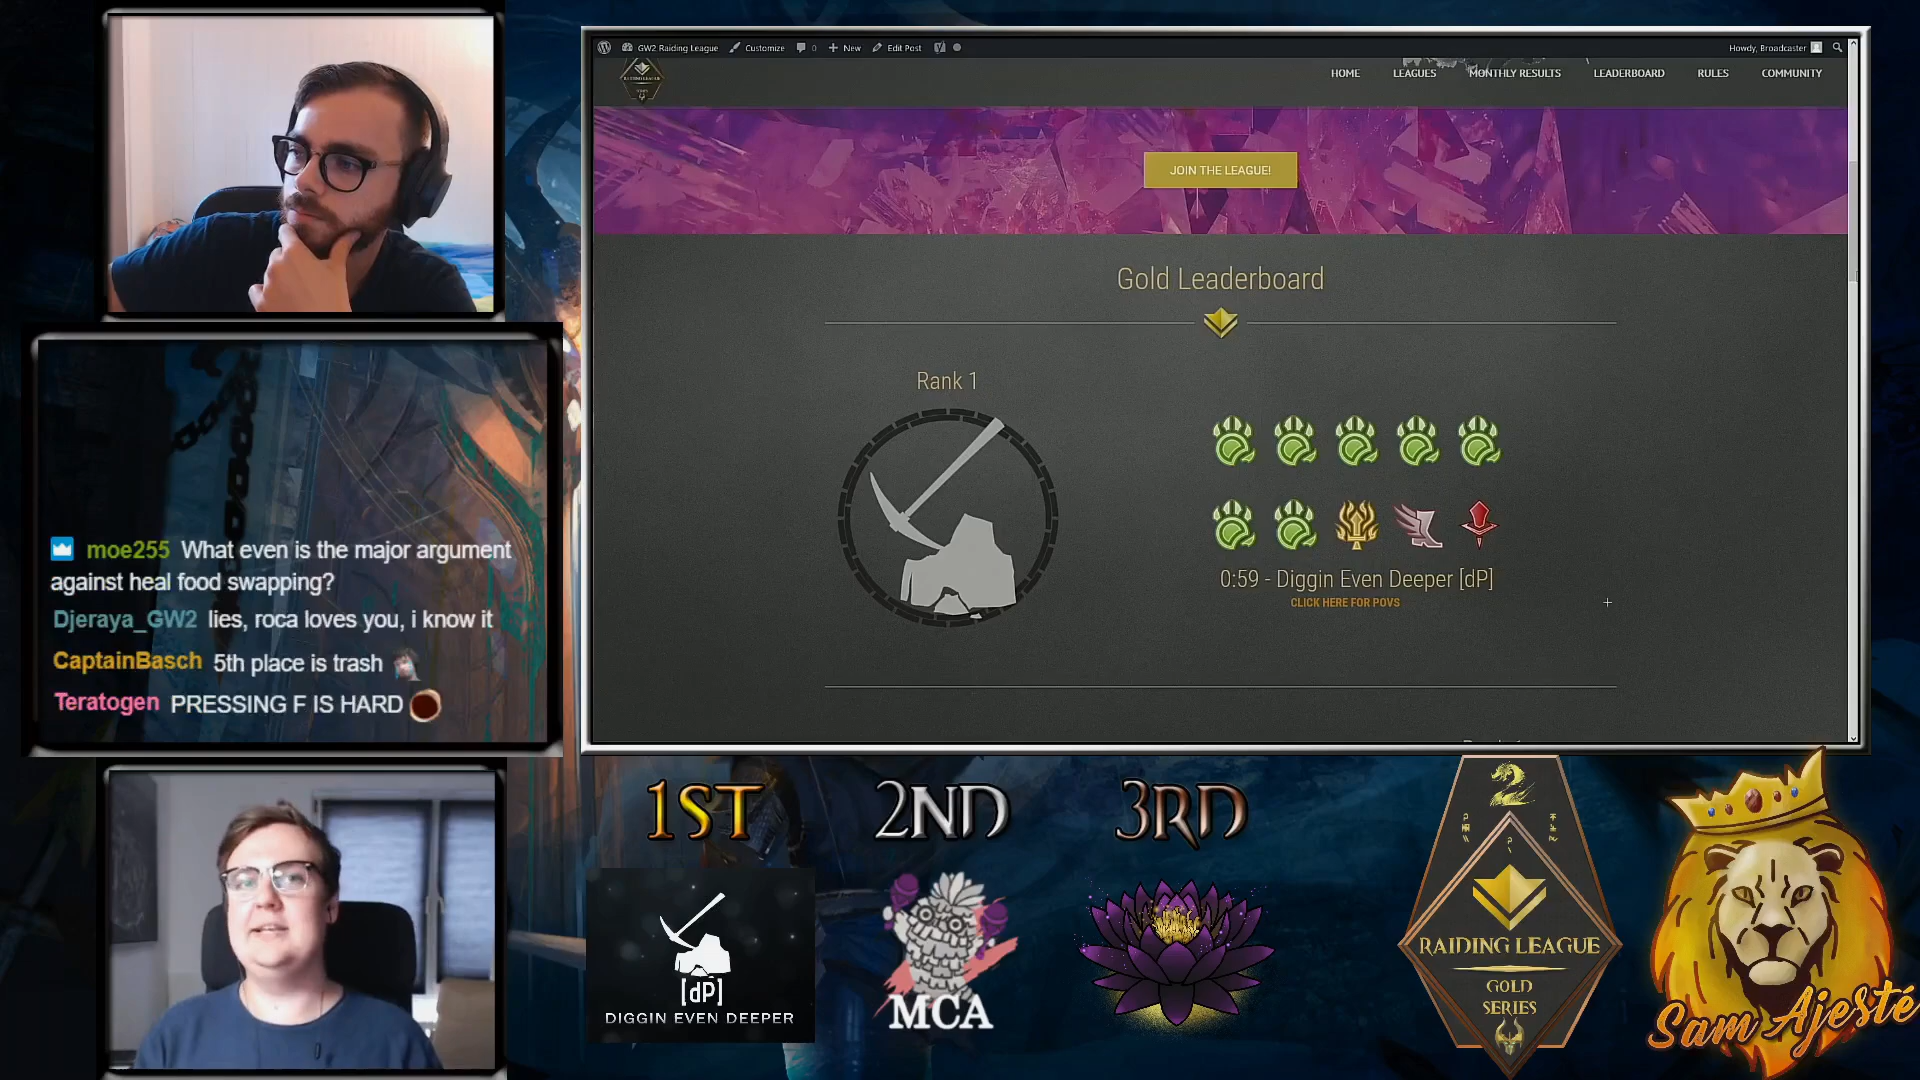 GW2 Raiding League Customize 0 New Edit Post Howdy, Broadcaster
HOME LEAGUES MONTHLY RESULTS LEADERBOARD RULES COMMUNITY
JOIN THE LEAGUE!
Gold Leaderboard
Rank 1
0:59 - Diggin Even Deeper [dP]
CLICK HERE FOR POVS
moe255 What even is the major argument
against heal food swapping?
Djeraya_GW2 lies, roca loves you, i know it
CaptainBasch 5th place is trash
Teratogen PRESSING F IS HARD
1ST 2ND 3RD
[dP]
DIGGIN EVEN DEEPER
MCA
2
RAIDING LEAGUE
GOLD
SERIES
Sam Ajesté